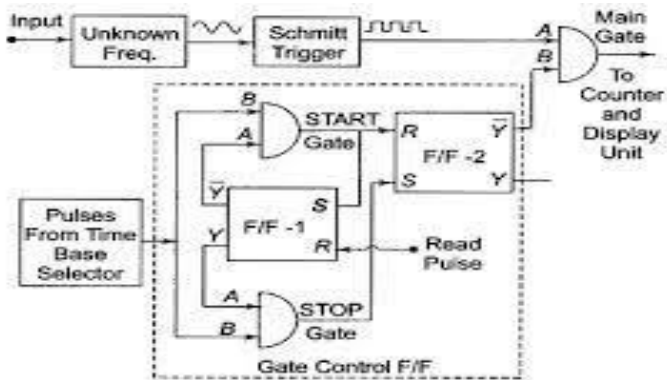 Input
Unknown
Freq.
Schmitt
Trigger
A
B
Main
Gate
To
Counter
and
Display
Unit
B
A
START
Gate
R
S
F/F -2
Y̅
Y
Y̅
Y
F/F -1
S
R
Read
Pulse
Pulses
From Time
Base
Selector
A
B
STOP
Gate
Gate Control F/F